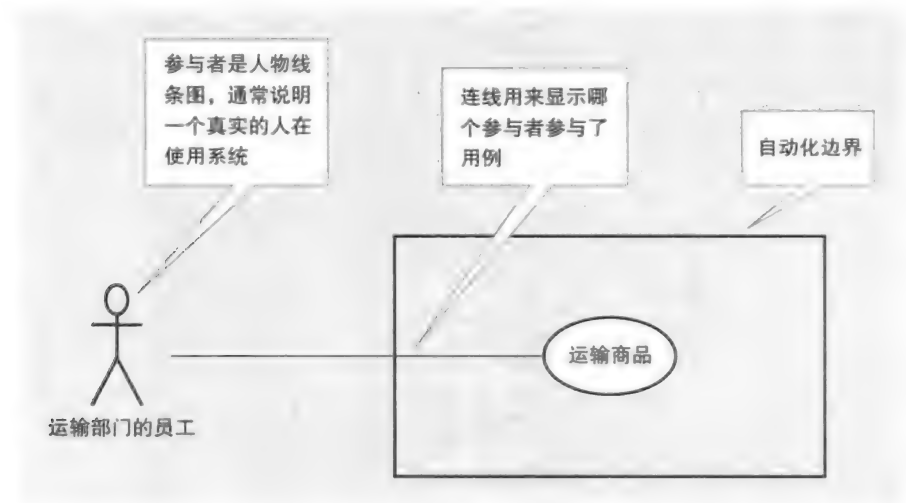 参与者是人物线
条图，通常说明
一个真实的人在
使用系统
连线用来显示哪
个参与者参与了
用例
自动化边界
运输商品
运输部门的员工